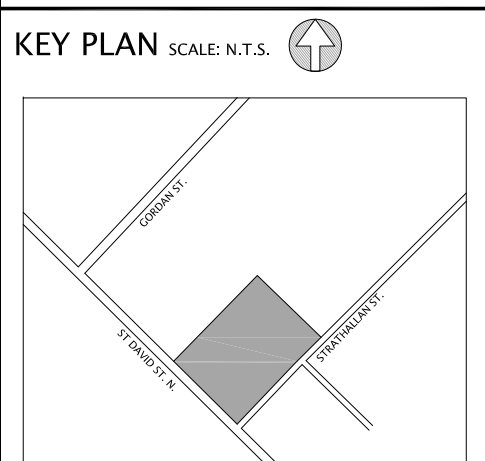 KEY PLAN SCALE: N.T.S.
GORDAN ST.
ST DAVID ST. N.
STRATHALLAN ST.